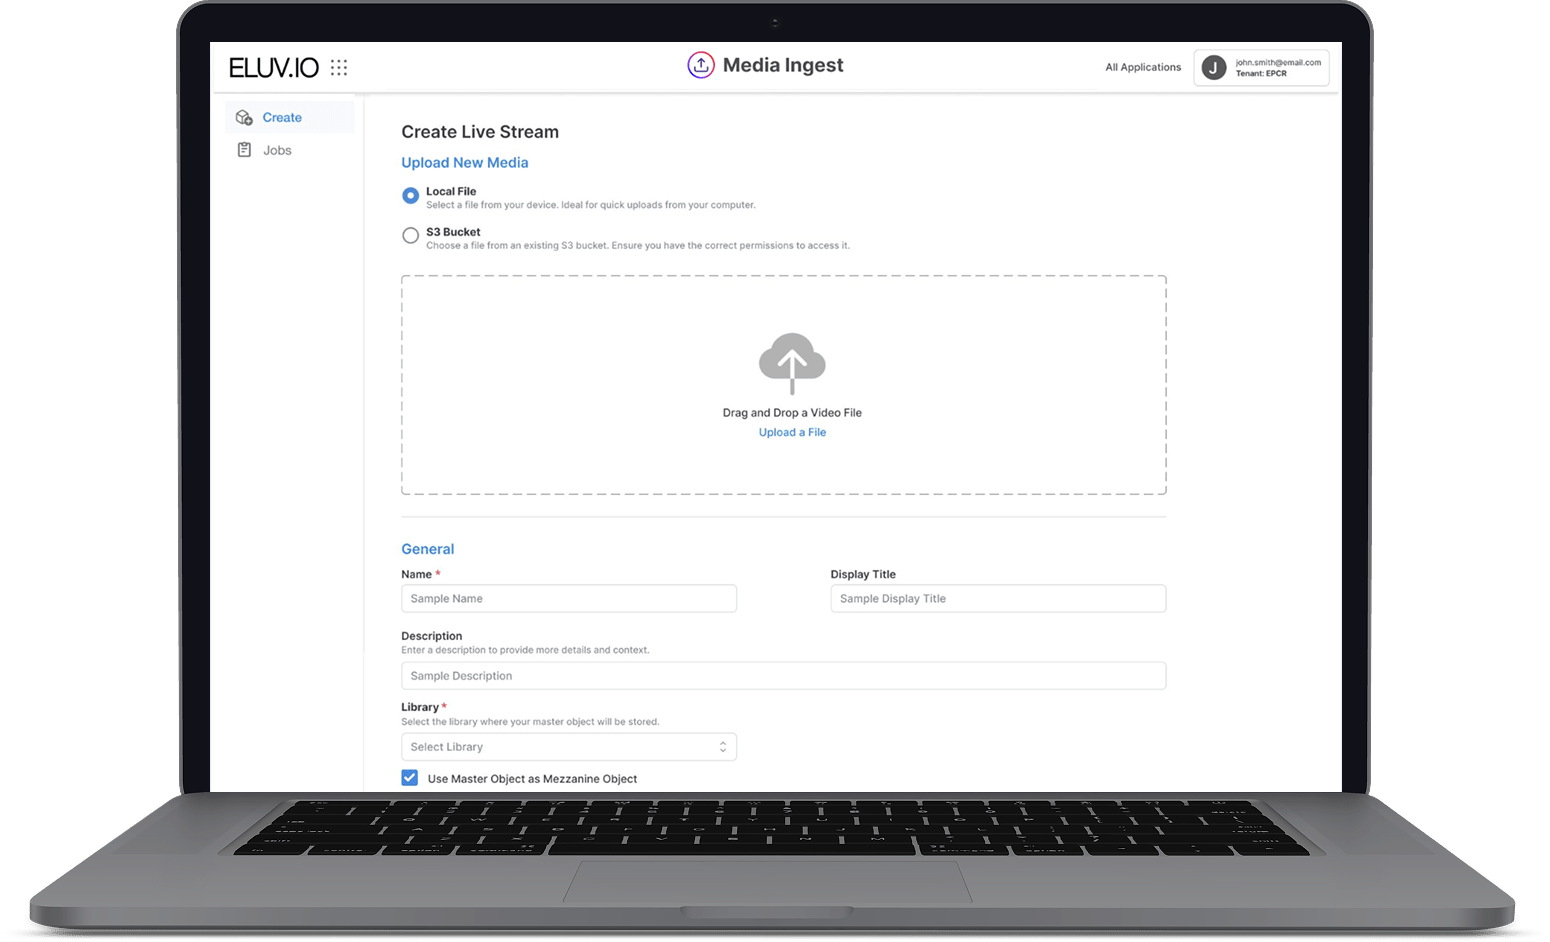 ELUV.IO
Media Ingest
All Applications
J
john.smith@email.com
Tenant: EPCR
Create
Jobs
Create Live Stream
Upload New Media
Local File
Select a file from your device. Ideal for quick uploads from your computer.
S3 Bucket
Choose a file from an existing S3 bucket. Ensure you have the correct permissions to access it.
Drag and Drop a Video File
Upload a File
General
Name *
Display Title
Sample Name
Sample Display Title
Description
Enter a description to provide more details and context.
Sample Description
Library *
Select the library where your master object will be stored.
Select Library
Use Master Object as Mezzanine Object